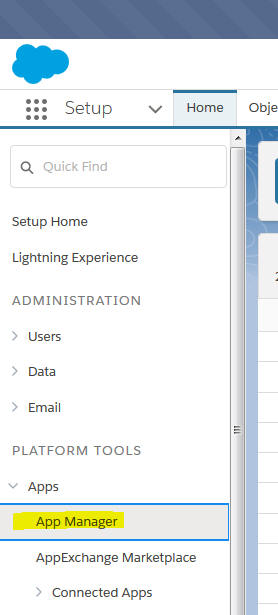 Setup
Home
Obje
Quick Find
Setup Home
Lightning Experience
ADMINISTRATION
Users
Data
Email
PLATFORM TOOLS
Apps
App Manager
AppExchange Marketplace
Connected Apps